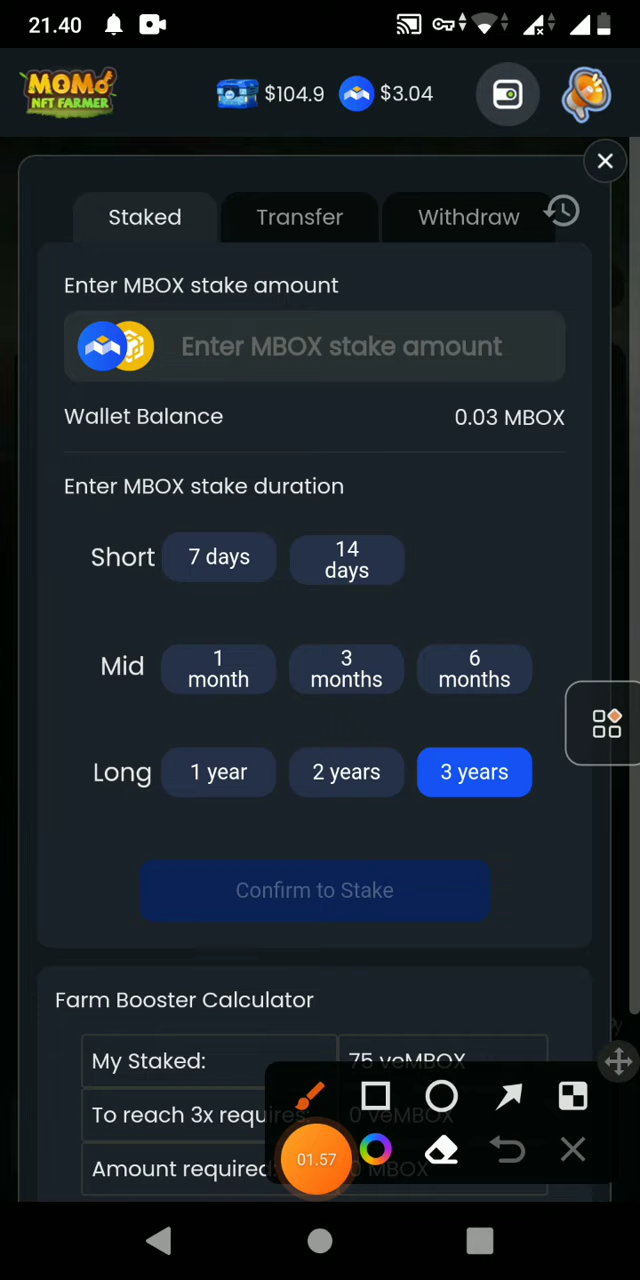 21.40
MOMO
NFT FARMER
$104.9
$3.04
Staked
Transfer
Withdraw
Enter MBOX stake amount
Enter MBOX stake amount
Wallet Balance
0.03 MBOX
Enter MBOX stake duration
Short
7 days
14
days
Mid
1
month
3
months
6
months
Long
1 year
2 years
3 years
Confirm to Stake
Farm Booster Calculator
My Staked:
75 veMBOX
To reach 3x requires:
0 veMBOX
Amount required
0 MBOX
01.57